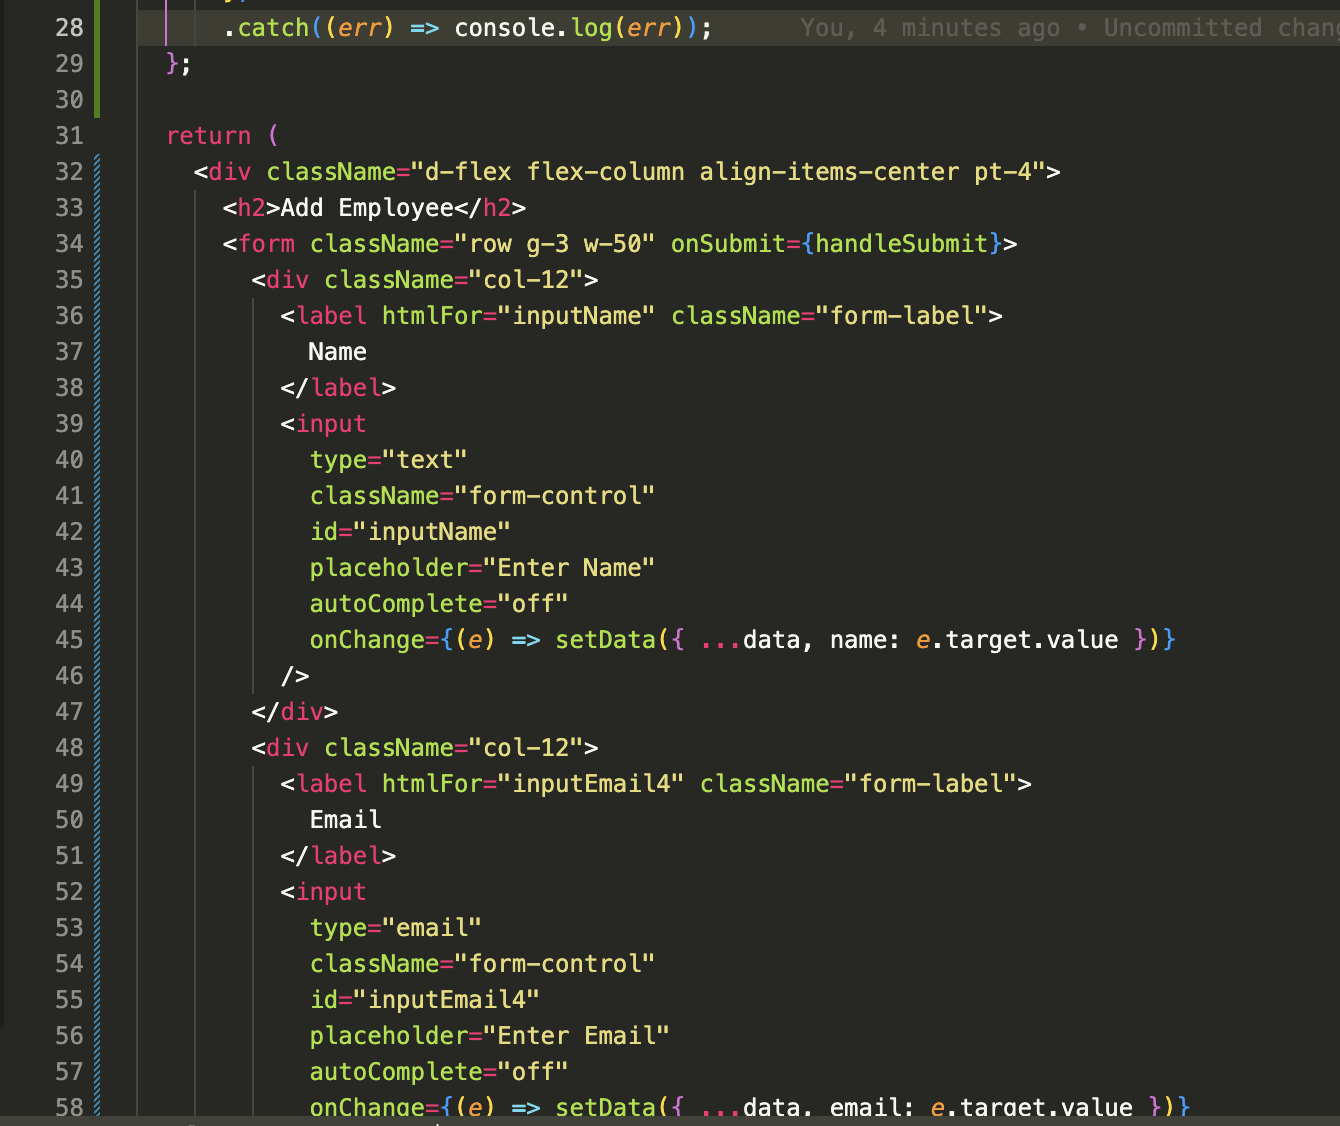 28 .catch((err) => console.log(err)); You, 4 minutes ago • Uncommitted chan
29 };
30
31 return (
32 <div className="d-flex flex-column align-items-center pt-4">
33 <h2>Add Employee</h2>
34 <form className="row g-3 w-50" onSubmit={handleSubmit}>
35 <div className="col-12">
36 <label htmlFor="inputName" className="form-label">
37 Name
38 </label>
39 <input
40 type="text"
41 className="form-control"
42 id="inputName"
43 placeholder="Enter Name"
44 autoComplete="off"
45 onChange={(e) => setData({ ...data, name: e.target.value })}
46 />
47 </div>
48 <div className="col-12">
49 <label htmlFor="inputEmail4" className="form-label">
50 Email
51 </label>
52 <input
53 type="email"
54 className="form-control"
55 id="inputEmail4"
56 placeholder="Enter Email"
57 autoComplete="off"
58 onChange={(e) => setData({ ...data, email: e.target.value })}